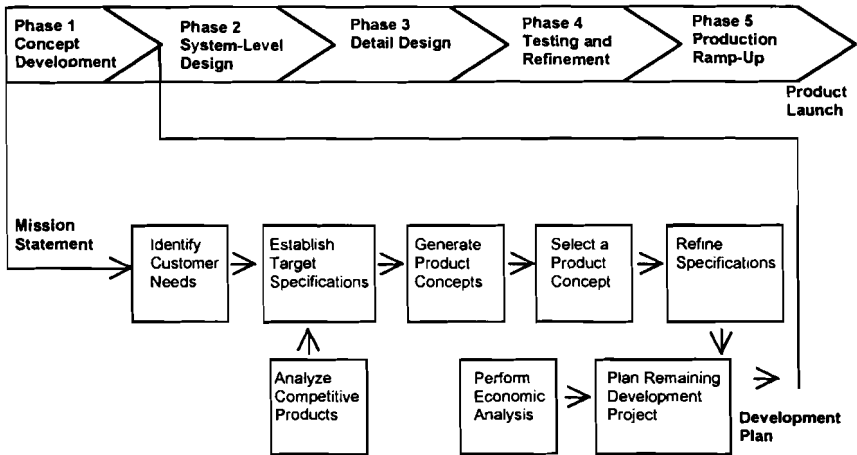 Phase 1
Concept
Development
Phase 2
System-Level
Design
Phase 3
Detail Design
Phase 4
Testing and
Refinement
Phase 5
Production
Ramp-Up
Product
Launch
Mission
Statement
Identify
Customer
Needs
Establish
Target
Specifications
Generate
Product
Concepts
Select a
Product
Concept
Refine
Specifications
Analyze
Competitive
Products
Perform
Economic
Analysis
Plan Remaining
Development
Project
Development
Plan